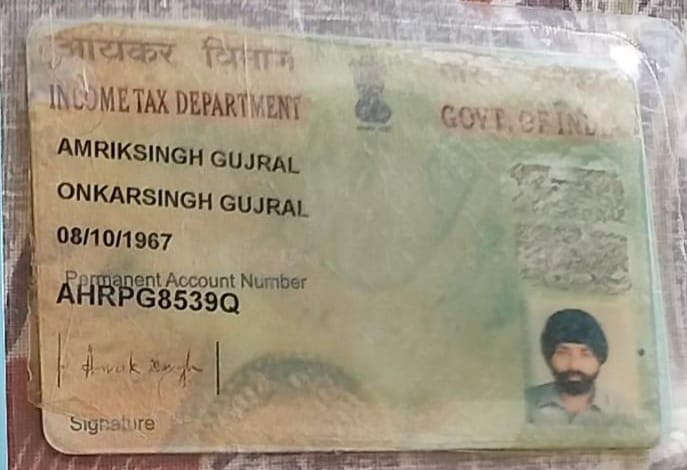 आयकर विभाग
INCOME TAX DEPARTMENT
GOVT. OF INDIA
AMRIKSINGH GUJRAL
ONKARSINGH GUJRAL
08/10/1967
Permanent Account Number
AHRPG8539Q
Signature